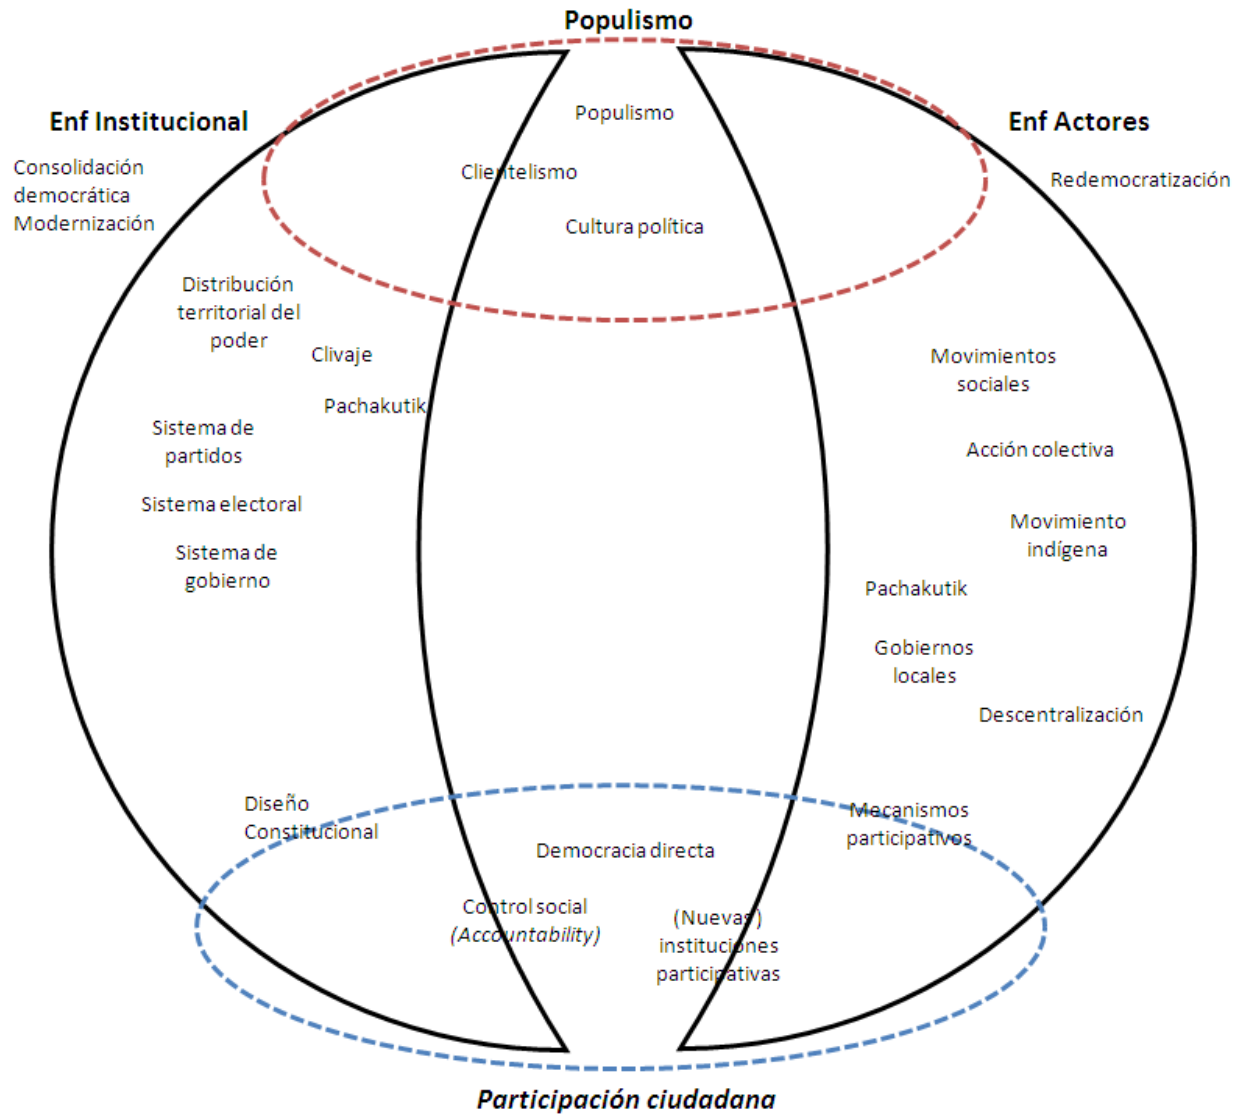 Populismo
Enf Institucional
Consolidación
democrática
Modernización
Enf Actores
Redemocratización
Populismo
Clientelismo
Cultura política
Distribución
territorial del
poder
Clivaje
Pachakutik
Sistema de
partidos
Sistema electoral
Sistema de
gobierno
Movimientos
sociales
Acción colectiva
Movimiento
indígena
Pachakutik
Gobiernos
locales
Descentralización
Diseño
Constitucional
Mecanismos
participativos
Democracia directa
Control social
(Accountability)
(Nuevas)
instituciones
participativas
Participación ciudadana